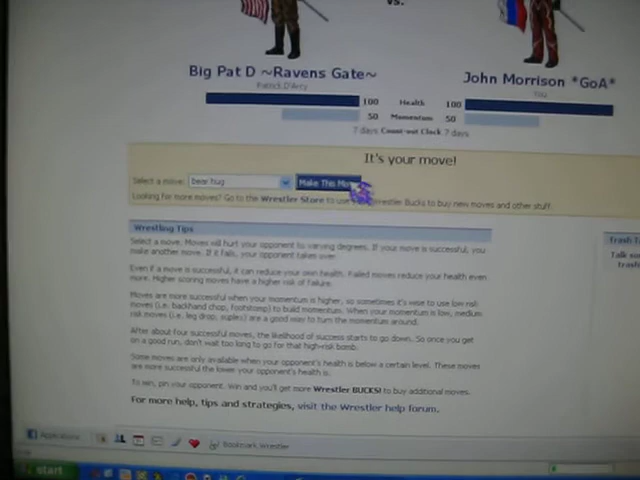 vs.
Big Pat D ~Ravens Gate~
John Morrison *GoA*
Patrick D'Arcy
You
100 Health 100
50 Momentum 50
7 days Count-out Clock 7 days
It's your move!
Select a move: bear hug Make This Move
Looking for more moves? Go to the Wrestler Store to use your Wrestler Bucks to buy new moves and other stuff.
Wrestling Tips
Trash T
Select a move. Moves will hurt your opponent to varying degrees. If your move is successful, you
make another move. If it fails, your opponent takes over.
Talk s
trash
Even if a move is successful, it can reduce your own health. Failed moves reduce your health even
more. Higher scoring moves have a higher risk of failure.
Moves are more successful when your momentum is higher, so sometimes it's wise to use low risk
moves (i.e. backhand chop, footstomp) to build momentum. When your momentum is low, medium
risk moves (i.e. leg drop, suplex) are a good way to turn the momentum around.
After about four successful moves, the likelihood of success starts to go down. So once you get
on a good run, don't wait too long to go for that high-risk bomb.
Some moves are only available when your opponent's health is below a certain level. These moves
are more successful the lower your opponent's health is.
To win, pin your opponent. Win and you'll get more Wrestler BUCKS! to buy additional moves.
For more help, tips and strategies, visit the Wrestler help forum.
Applications
Bookmark Wrestler
start